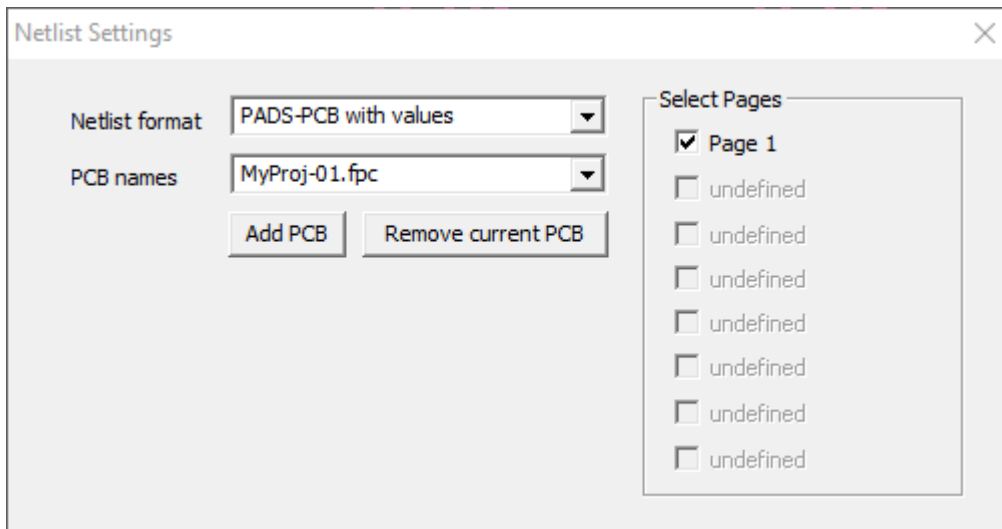 Netlist Settings
Netlist format
PADS-PCB with values
PCB names
MyProj-01.fpc
Add PCB
Remove current PCB
Select Pages
Page 1
undefined
undefined
undefined
undefined
undefined
undefined
undefined